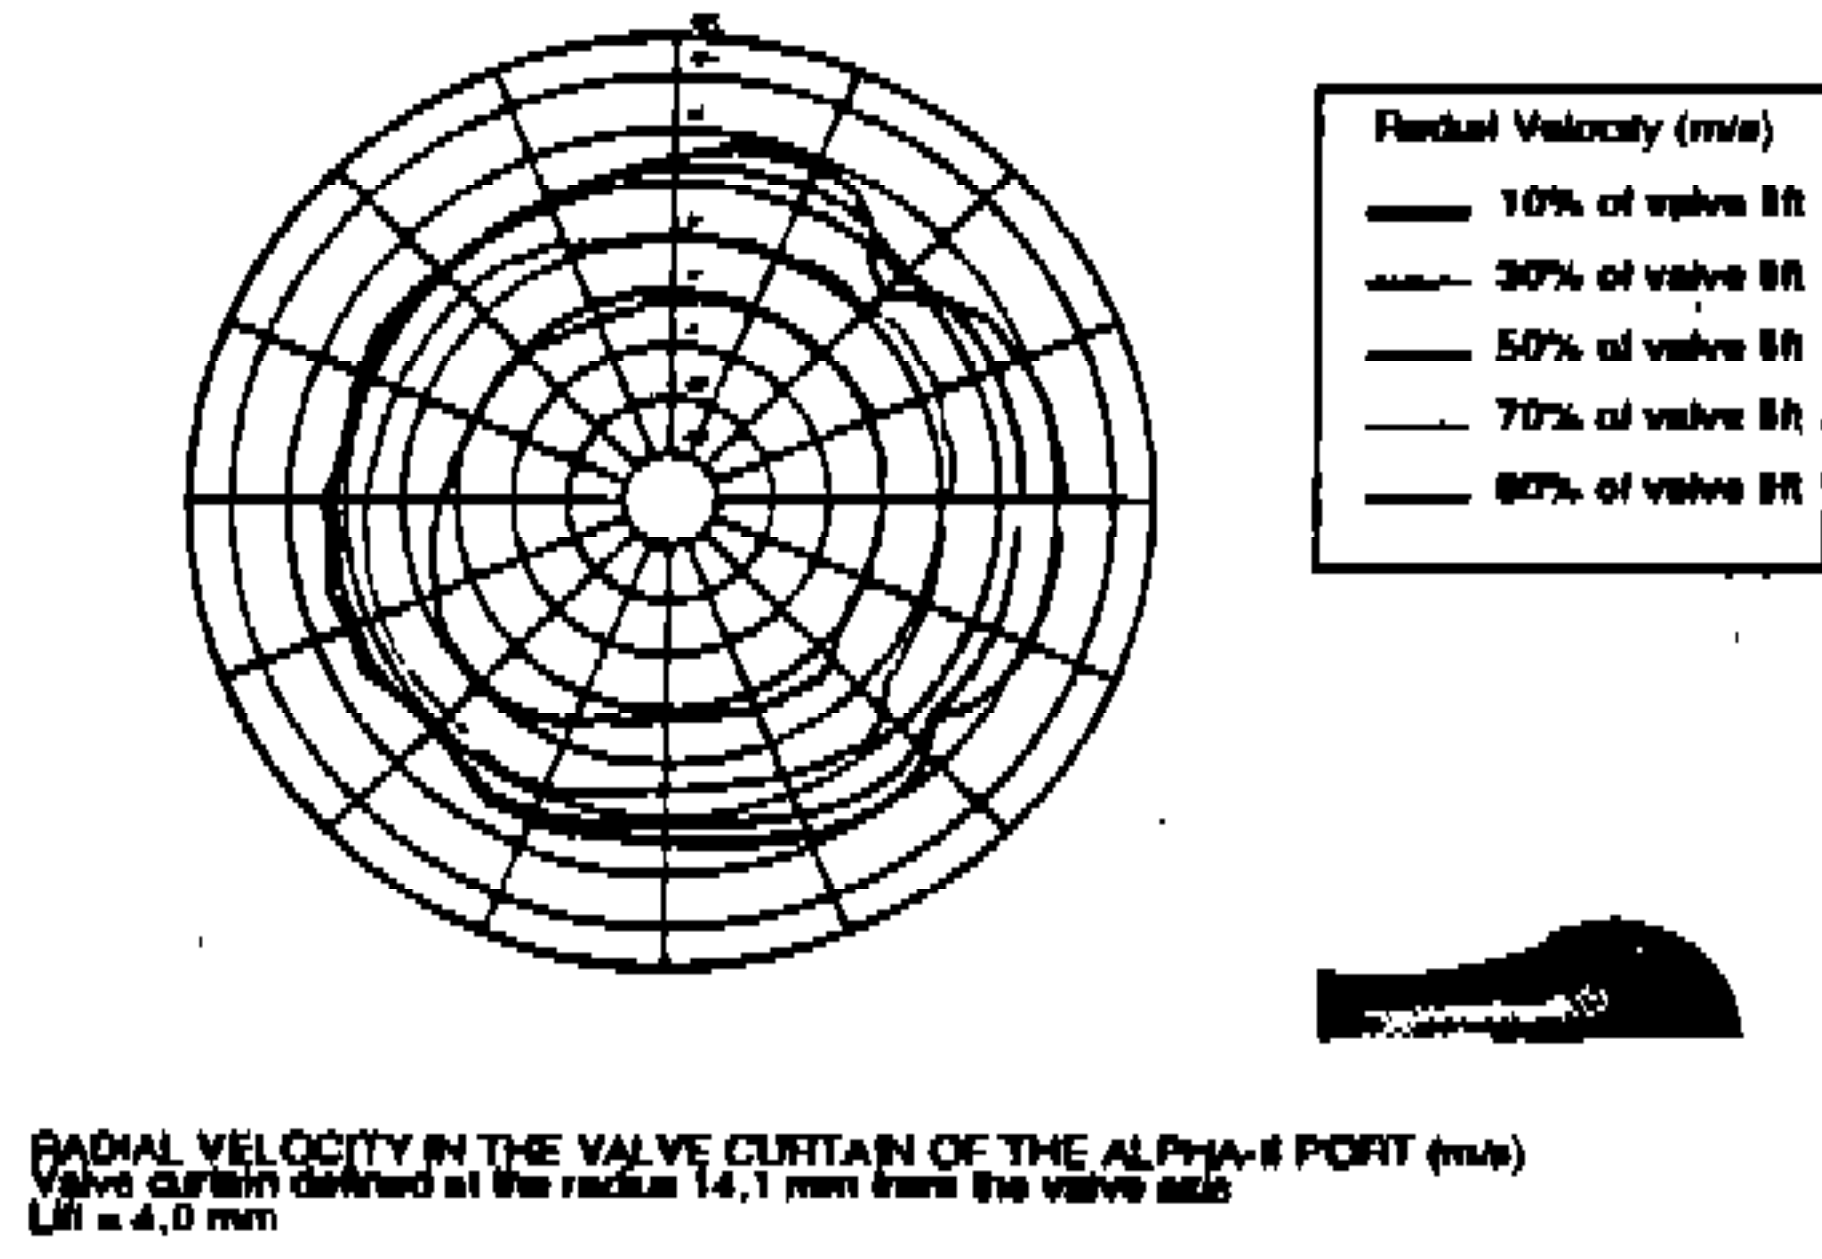 Radial Velocity (m/s)
10% of valve lift
30% of valve lift
50% of valve lift
70% of valve lift
90% of valve lift
RADIAL VELOCITY IN THE VALVE CURTAIN OF THE ALPHA-II PORT (m/s)
Valve curtain defined at the radius 14,1 mm from the valve axis
Lift = 4,0 mm